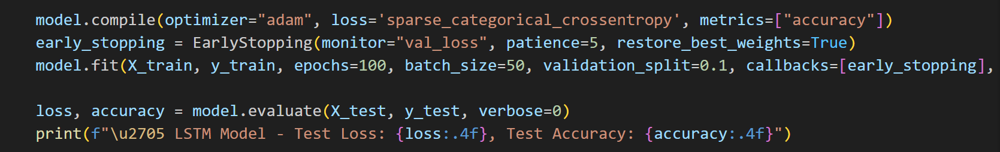 model.compile(optimizer="adam", loss='sparse_categorical_crossentropy', metrics=["accuracy"])
early_stopping = EarlyStopping(monitor="val_loss", patience=5, restore_best_weights=True)
model.fit(X_train, y_train, epochs=100, batch_size=50, validation_split=0.1, callbacks=[early_stopping],
loss, accuracy = model.evaluate(X_test, y_test, verbose=0)
print(f"\u2705 LSTM Model - Test Loss: {loss:.4f}, Test Accuracy: {accuracy:.4f}")